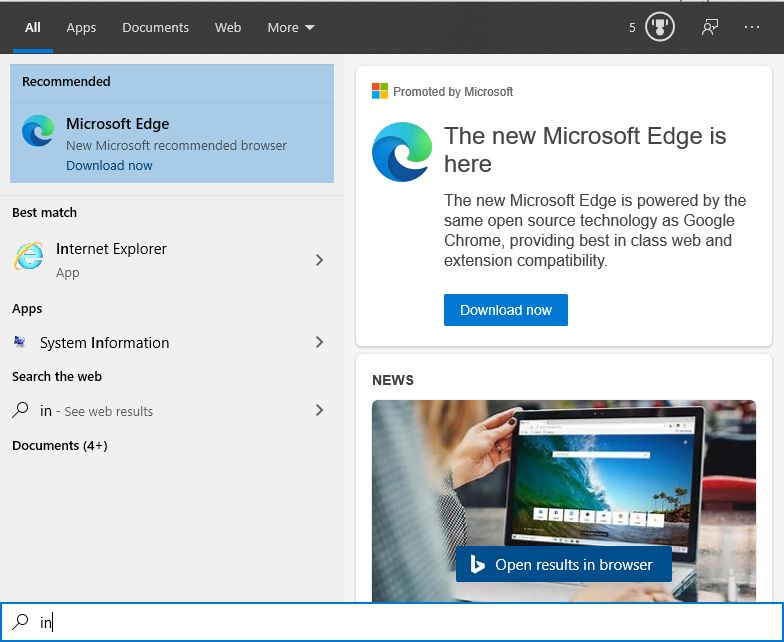 All Apps Documents Web More 5 ...
Recommended
Microsoft Edge
New Microsoft recommended browser
Download now
Best match
Internet Explorer
App
Apps
System Information
Search the web
in - See web results
Documents (4+)
Promoted by Microsoft
The new Microsoft Edge is
here
The new Microsoft Edge is powered by the
same open source technology as Google
Chrome, providing best in class web and
extension compatibility.
Download now
NEWS
Open results in browser
in